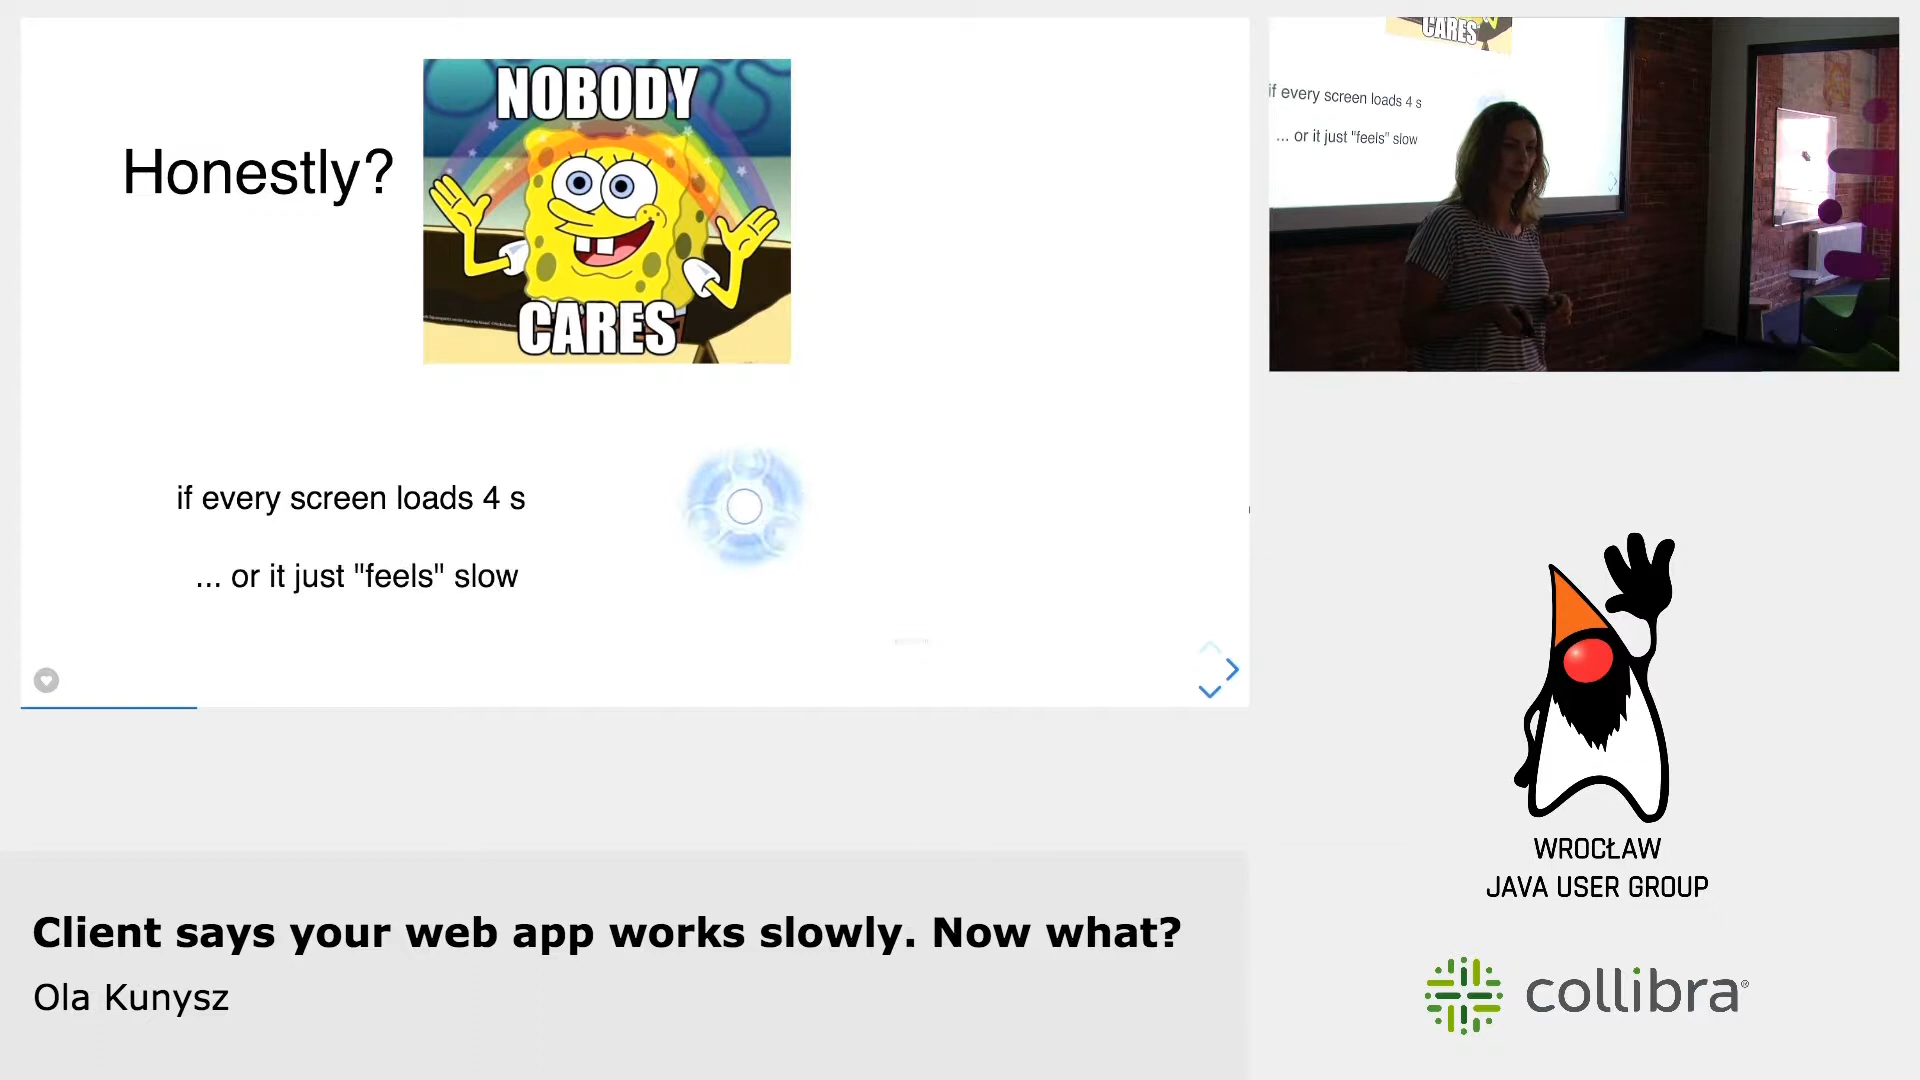 Honestly?
NOBODY
CARES
if every screen loads 4 s
... or it just "feels" slow
CARES
if every screen loads 4 s
... or it just "feels" slow
WROCŁAW
JAVA USER GROUP
Client says your web app works slowly. Now what?
Ola Kunysz
collibra®